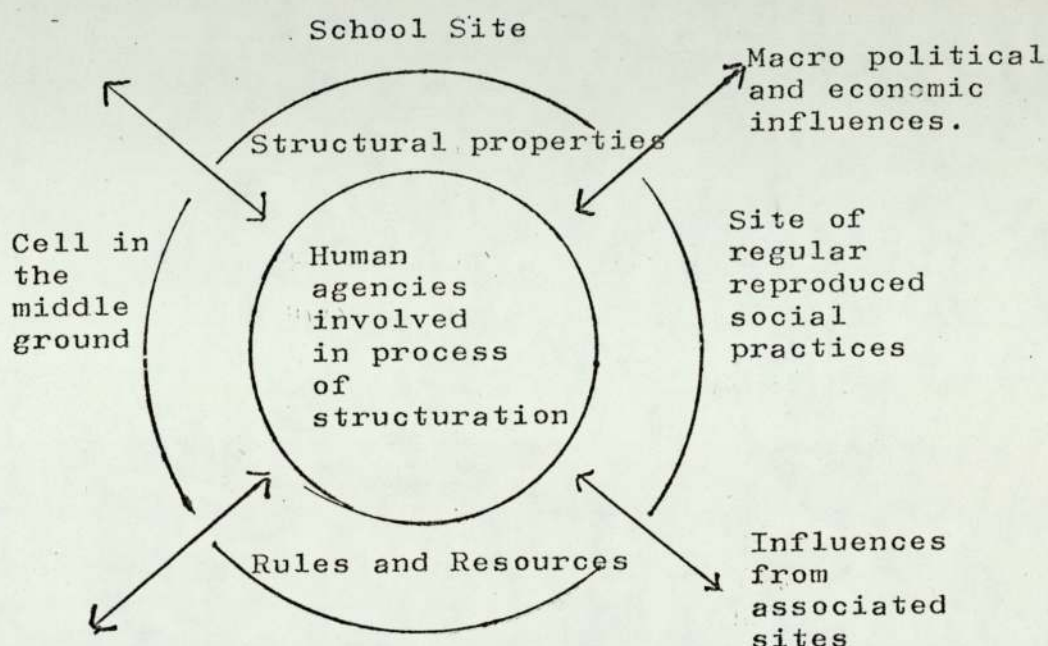 School Site
Macro political
and economic
influences.
Structural properties
Cell in
the
middle
ground
Human
agencies
involved
in process
of
structuration
Site of
regular
reproduced
social
practices
Rules and Resources
Influences
from
associated
sites